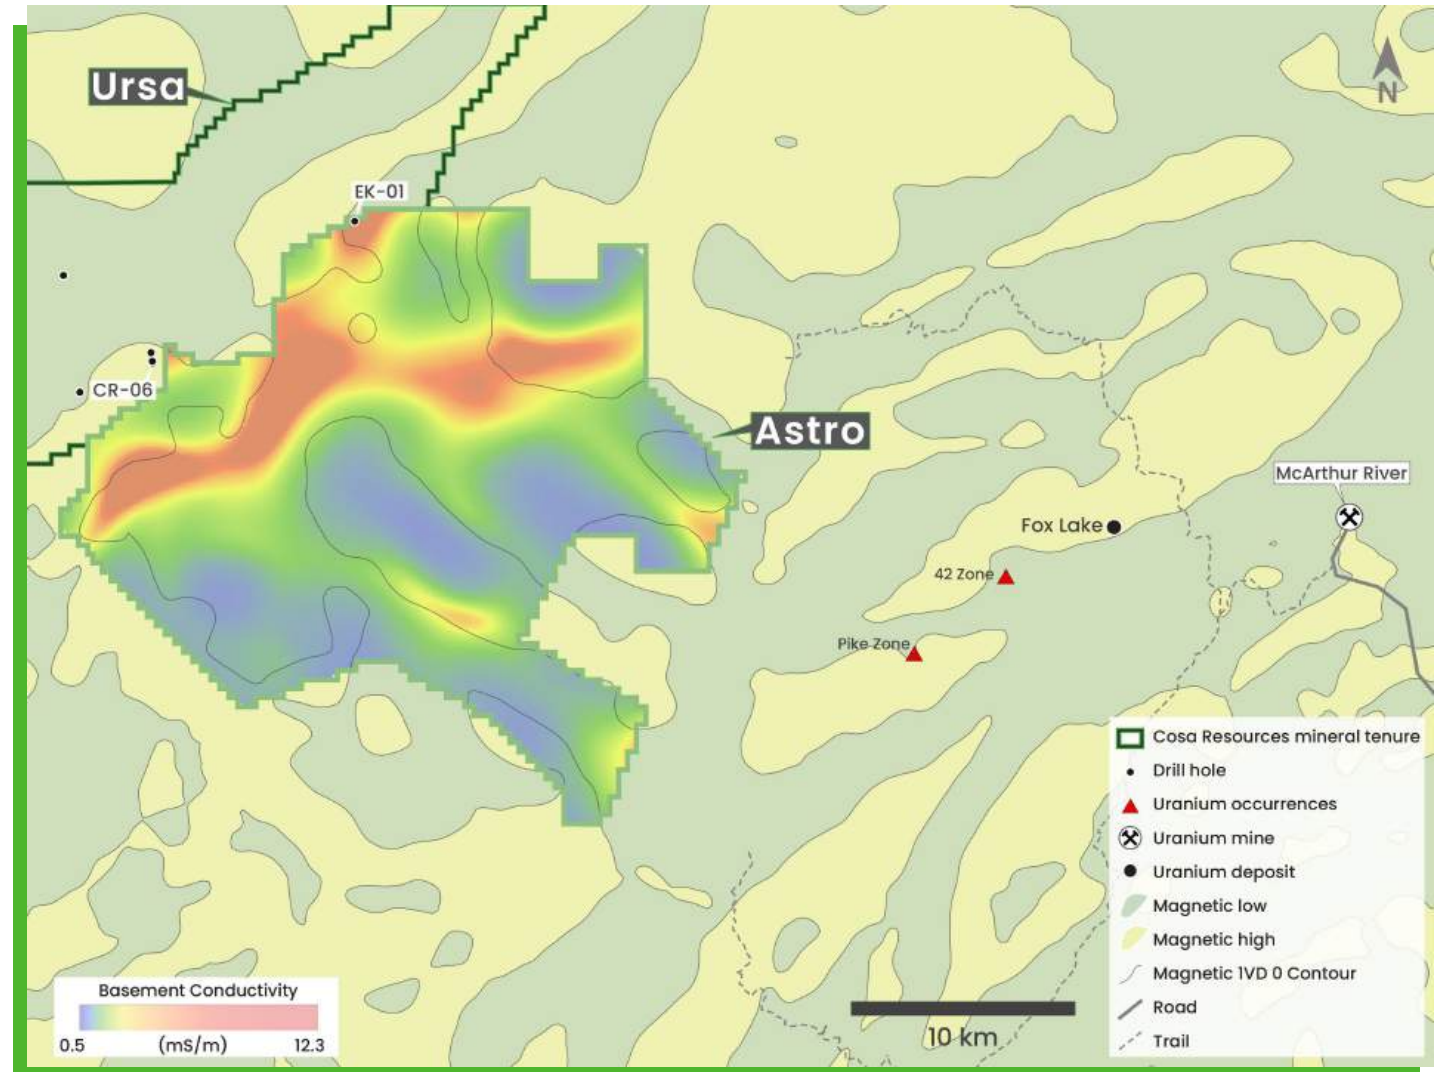 Ursa
N
EK-01
CR-06
Astro
McArthur River
Fox Lake
42 Zone
Pike Zone
Cosa Resources mineral tenure
Drill hole
Uranium occurrences
Uranium mine
Uranium deposit
Magnetic low
Magnetic high
Magnetic 1VD 0 Contour
Road
Trail
Basement Conductivity
0.5 (mS/m) 12.3
10 km